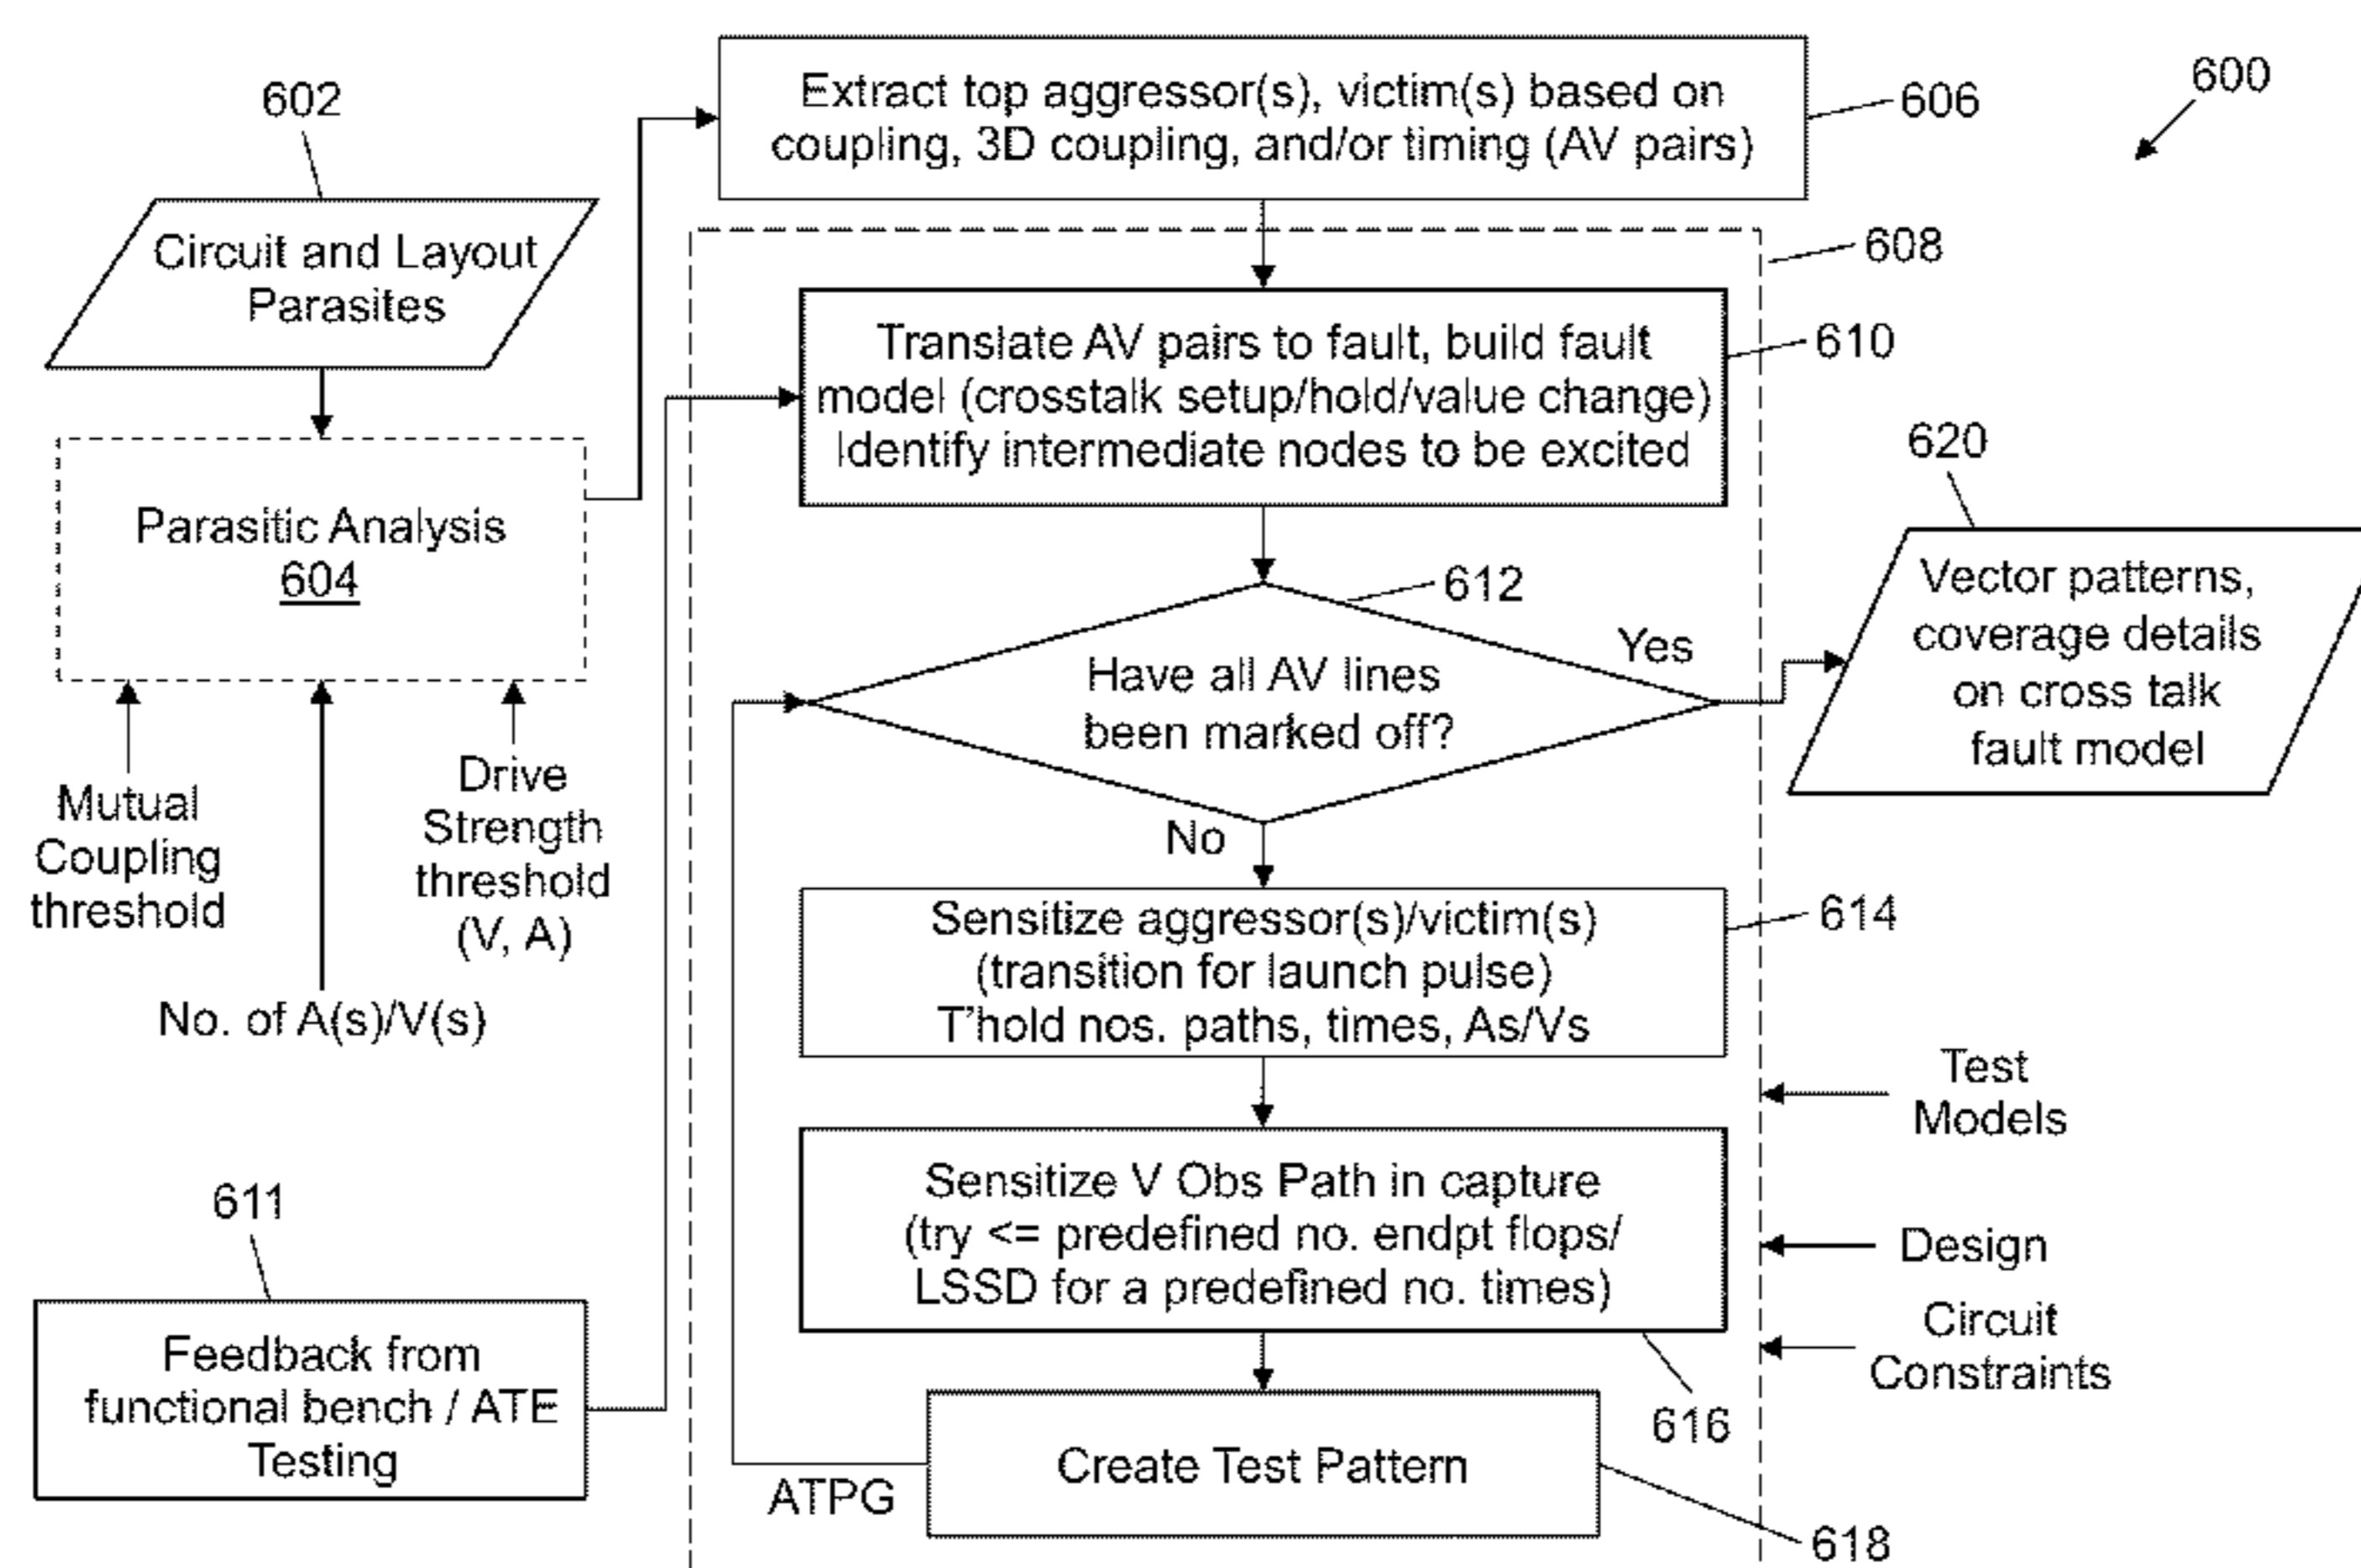 600
602
Extract top aggressor(s), victim(s) based on
coupling, 3D coupling, and/or timing (AV pairs)
606
Circuit and Layout
Parasites
608
Translate AV pairs to fault, build fault
model (crosstalk setup/hold/value change)
Identify intermediate nodes to be excited
610
Parasitic Analysis
604
620
Vector patterns,
coverage details
on cross talk
fault model
612
Have all AV lines
been marked off?
Yes
No
Mutual
Coupling
threshold
No. of A(s)/V(s)
Drive
Strength
threshold
(V, A)
Sensitize aggressor(s)/victim(s)
(transition for launch pulse)
T'hold nos. paths, times, As/Vs
614
Test
Models
Sensitize V Obs Path in capture
(try <= predefined no. endpt flops/
LSSD for a predefined no. times)
616
Design
Circuit
Constraints
611
Feedback from
functional bench / ATE
Testing
ATPG
Create Test Pattern
618